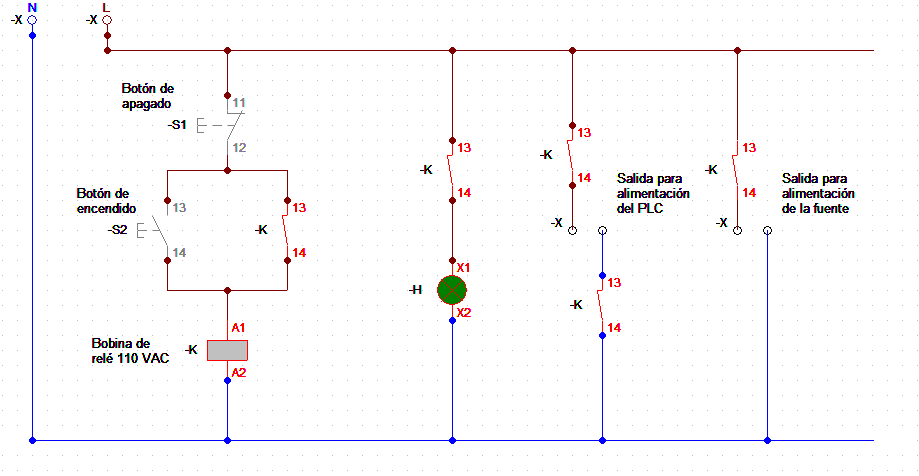 N
L
-X
-X
Botón de
apagado
11
-S1
12
Botón de
encendido
13
-S2
14
13
-K
14
Bobina de
relé 110 VAC
A1
-K
A2
13
-K
14
X1
-H
X2
13
-K
14
Salida para
alimentación
del PLC
-X
13
-K
14
13
-K
14
Salida para
alimentación
de la fuente
-X